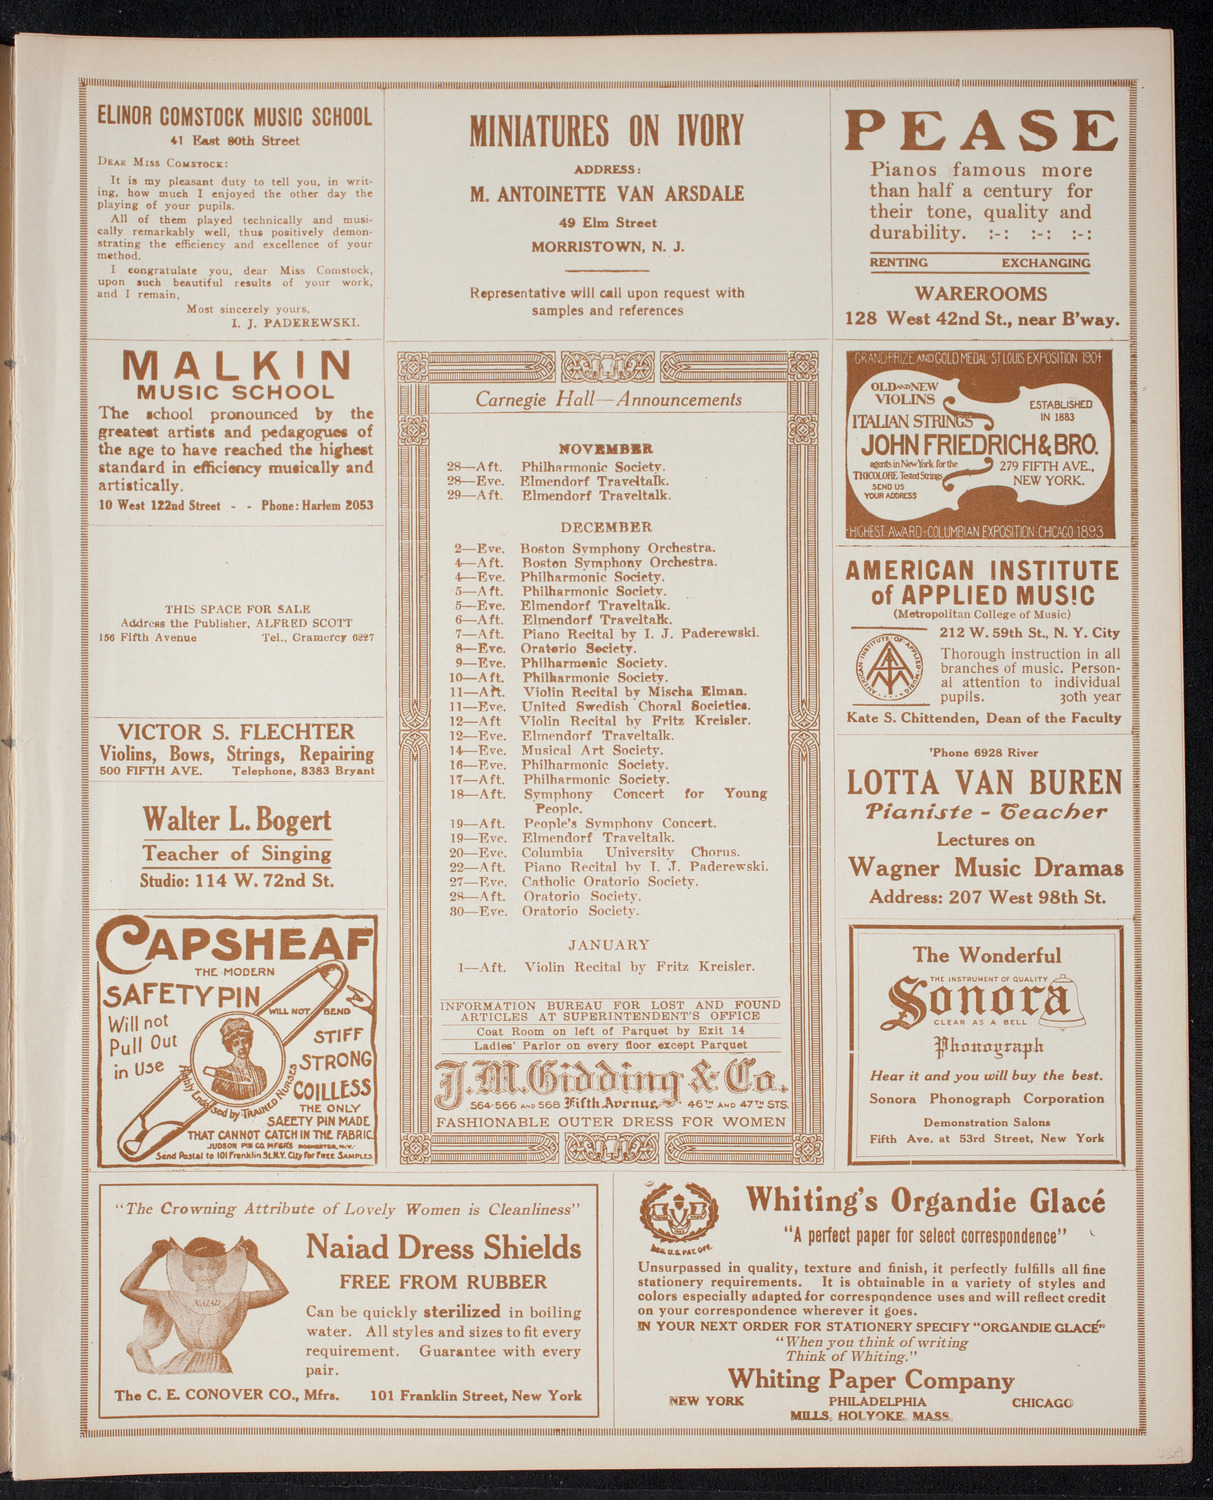 ELINOR COMSTOCK MUSIC SCHOOL
41 East 80th Street
DEAR MISS COMSTOCK:
It is my pleasant duty to tell you, in writ-
ing, how much I enjoyed the other day the
playing of your pupils.
All of them played technically and musi-
cally remarkably well, thus positively demon-
strating the efficiency and excellence of your
method.
I congratulate you, dear Miss Comstock,
upon such beautiful results of your work,
and I remain,
Most sincerely yours,
I. J. PADEREWSKI.
MALKIN
MUSIC SCHOOL
The school pronounced by the
greatest artists and pedagogues of
the age to have reached the highest
standard in efficiency musically and
artistically.
10 West 122nd Street - - Phone: Harlem 2053
THIS SPACE FOR SALE
Address the Publisher, ALFRED SCOTT
156 Fifth Avenue Tel., Cramercy 6827
VICTOR S. FLECHTER
Violins, Bows, Strings, Repairing
500 FIFTH AVE. Telephone, 8383 Bryant
Walter L. Bogert
Teacher of Singing
Studio: 114 W. 72nd St.
CAPSHEAF
THE MODERN
SAFETY PIN
WILL NOT BEND
Will not
Pull Out
in Use
STIFF
STRONG
COILLESS
Highly Endorsed by TRAINED NURSES
THE ONLY
SAFETY PIN MADE
THAT CANNOT CATCH IN THE FABRIC.
JUDSON PIN CO. MFGRS ROCHESTER, N.Y.
Send Postal to 101 Franklin St. N.Y. City For FREE SAMPLES
MINIATURES ON IVORY
ADDRESS:
M. ANTOINETTE VAN ARSDALE
49 Elm Street
MORRISTOWN, N. J.
Representative will call upon request with
samples and references
Carnegie Hall—Announcements
NOVEMBER
28—Aft. Philharmonic Society.
28—Eve. Elmendorf Traveltalk.
29—Aft. Elmendorf Traveltalk.
DECEMBER
2—Eve. Boston Symphony Orchestra.
4—Aft. Boston Symphony Orchestra.
4—Eve. Philharmonic Society.
5—Aft. Philharmonic Society.
5—Eve. Elmendorf Traveltalk.
6—Aft. Elmendorf Traveltalk.
7—Aft. Piano Recital by I. J. Paderewski.
8—Eve. Oratorio Society.
9—Eve. Philharmonic Society.
10—Aft. Philharmonic Society.
11—Aft. Violin Recital by Mischa Elman.
11—Eve. United Swedish Choral Societies.
12—Aft Violin Recital by Fritz Kreisler.
12—Eve. Elmendorf Traveltalk.
14—Eve. Musical Art Society.
16—Eve. Philharmonic Society.
17—Aft. Philharmonic Society.
18—Aft. Symphony Concert for Young
People.
19—Aft. People's Symphony Concert.
19—Eve. Elmendorf Traveltalk.
20—Eve. Columbia University Chorus.
22—Aft. Piano Recital by I. J. Paderewski.
27—Eve. Catholic Oratorio Society.
28—Aft. Oratorio Society.
30—Eve. Oratorio Society.
JANUARY
1—Aft. Violin Recital by Fritz Kreisler.
INFORMATION BUREAU FOR LOST AND FOUND
ARTICLES AT SUPERINTENDENT'S OFFICE
Coat Room on left of Parquet by Exit 14
Ladies' Parlor on every floor except Parquet
J.M. Gidding & Co.
564-566 AND 568 Fifth Avenue 46TH AND 47TH STS.
FASHIONABLE OUTER DRESS FOR WOMEN
PEASE
Pianos famous more
than half a century for
their tone, quality and
durability. :-: :-: :-:
RENTING EXCHANGING
WAREROOMS
128 West 42nd St., near B'way.
GRAND PRIZE AND GOLD MEDAL ST LOUIS EXPOSITION 1904
OLD AND NEW
VIOLINS
ITALIAN STRINGS
ESTABLISHED
IN 1883
JOHN FRIEDRICH & BRO.
agents in New York for the
TRICOLORE Tested Strings
SEND US
YOUR ADDRESS
279 FIFTH AVE.,
NEW YORK.
HIGHEST AWARD-COLUMBIAN EXPOSITION CHICAGO 1893
AMERICAN INSTITUTE
of APPLIED MUSIC
(Metropolitan College of Music)
AMERICAN·INSTITUTE·OF·APPLIED·MUSIC
212 W. 59th St., N. Y. City
Thorough instruction in all
branches of music. Person-
al attention to individual
pupils. 30th year
Kate S. Chittenden, Dean of the Faculty
'Phone 6928 River
LOTTA VAN BUREN
Pianiste - Teacher
Lectures on
Wagner Music Dramas
Address: 207 West 98th St.
The Wonderful
THE INSTRUMENT OF QUALITY
Sonora
CLEAR AS A BELL
Phonograph
Hear it and you will buy the best.
Sonora Phonograph Corporation
Demonstration Salons
Fifth Ave. at 53rd Street, New York
"The Crowning Attribute of Lovely Women is Cleanliness"
NAIAD
Naiad Dress Shields
FREE FROM RUBBER
Can be quickly sterilized in boiling
water. All styles and sizes to fit every
requirement. Guarantee with every
pair.
The C. E. CONOVER CO., Mfrs. 101 Franklin Street, New York
REG. U.S. PAT. OFF.
Whiting's Organdie Glacé
"A perfect paper for select correspondence"
Unsurpassed in quality, texture and finish, it perfectly fulfills all fine
stationery requirements. It is obtainable in a variety of styles and
colors especially adapted for correspondence uses and will reflect credit
on your correspondence wherever it goes.
IN YOUR NEXT ORDER FOR STATIONERY SPECIFY "ORGANDIE GLACÉ"
"When you think of writing
Think of Whiting."
Whiting Paper Company
NEW YORK PHILADELPHIA CHICAGO
MILLS, HOLYOKE, MASS.